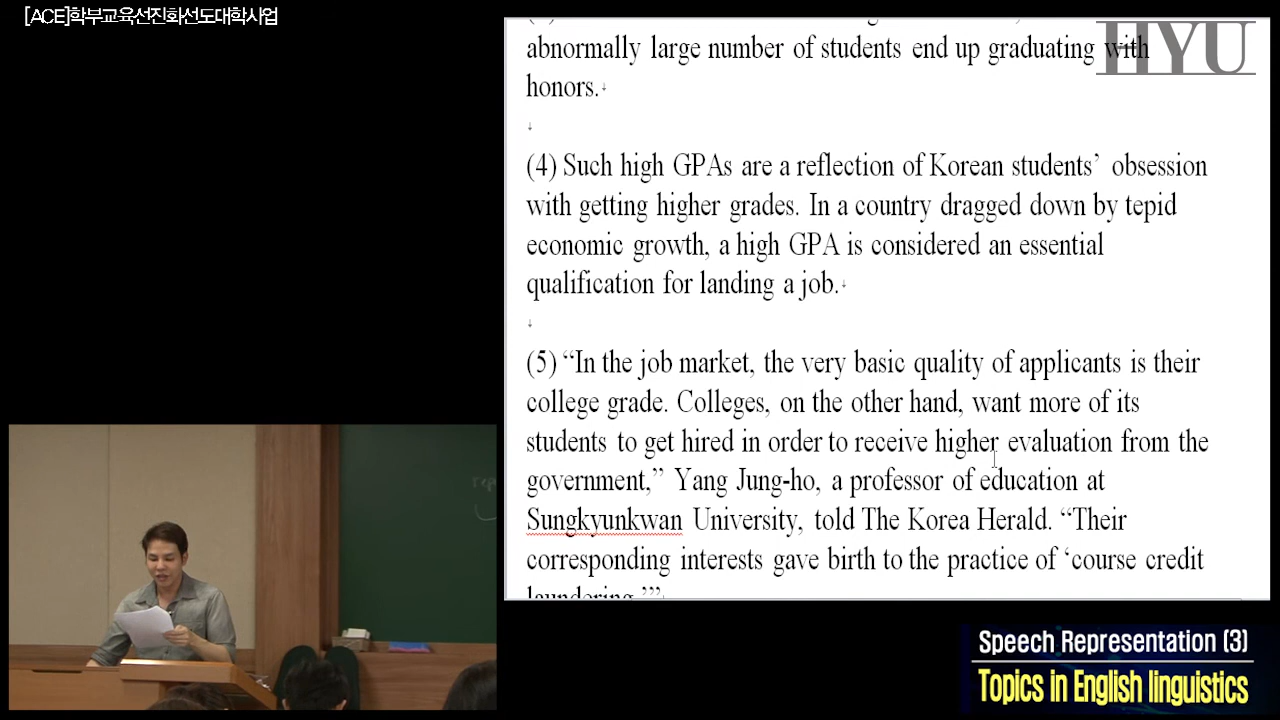 [ACE]학부교육선진화선도대학사업
HYU
abnormally large number of students end up graduating with
honors.
(4) Such high GPAs are a reflection of Korean students’ obsession
with getting higher grades. In a country dragged down by tepid
economic growth, a high GPA is considered an essential
qualification for landing a job.
(5) “In the job market, the very basic quality of applicants is their
college grade. Colleges, on the other hand, want more of its
students to get hired in order to receive higher evaluation from the
government,” Yang Jung-ho, a professor of education at
Sungkyunkwan University, told The Korea Herald. “Their
corresponding interests gave birth to the practice of ‘course credit
laundering.’”
Speech Representation (3)
Topics in English linguistics